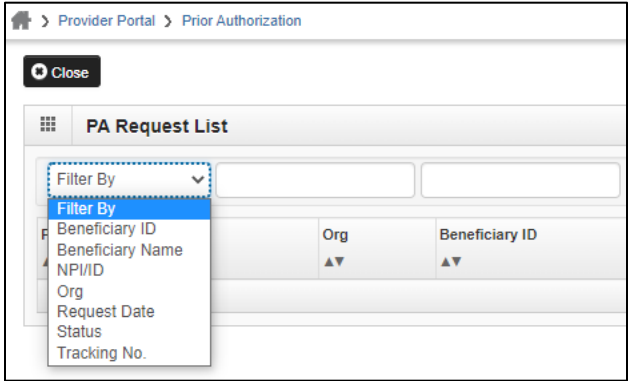 > Provider Portal > Prior Authorization
Close
PA Request List
Filter By
Filter By
Beneficiary ID
Beneficiary Name
NPI/ID
Org
Request Date
Status
Tracking No.
Org
Beneficiary ID
▲▼
▲▼